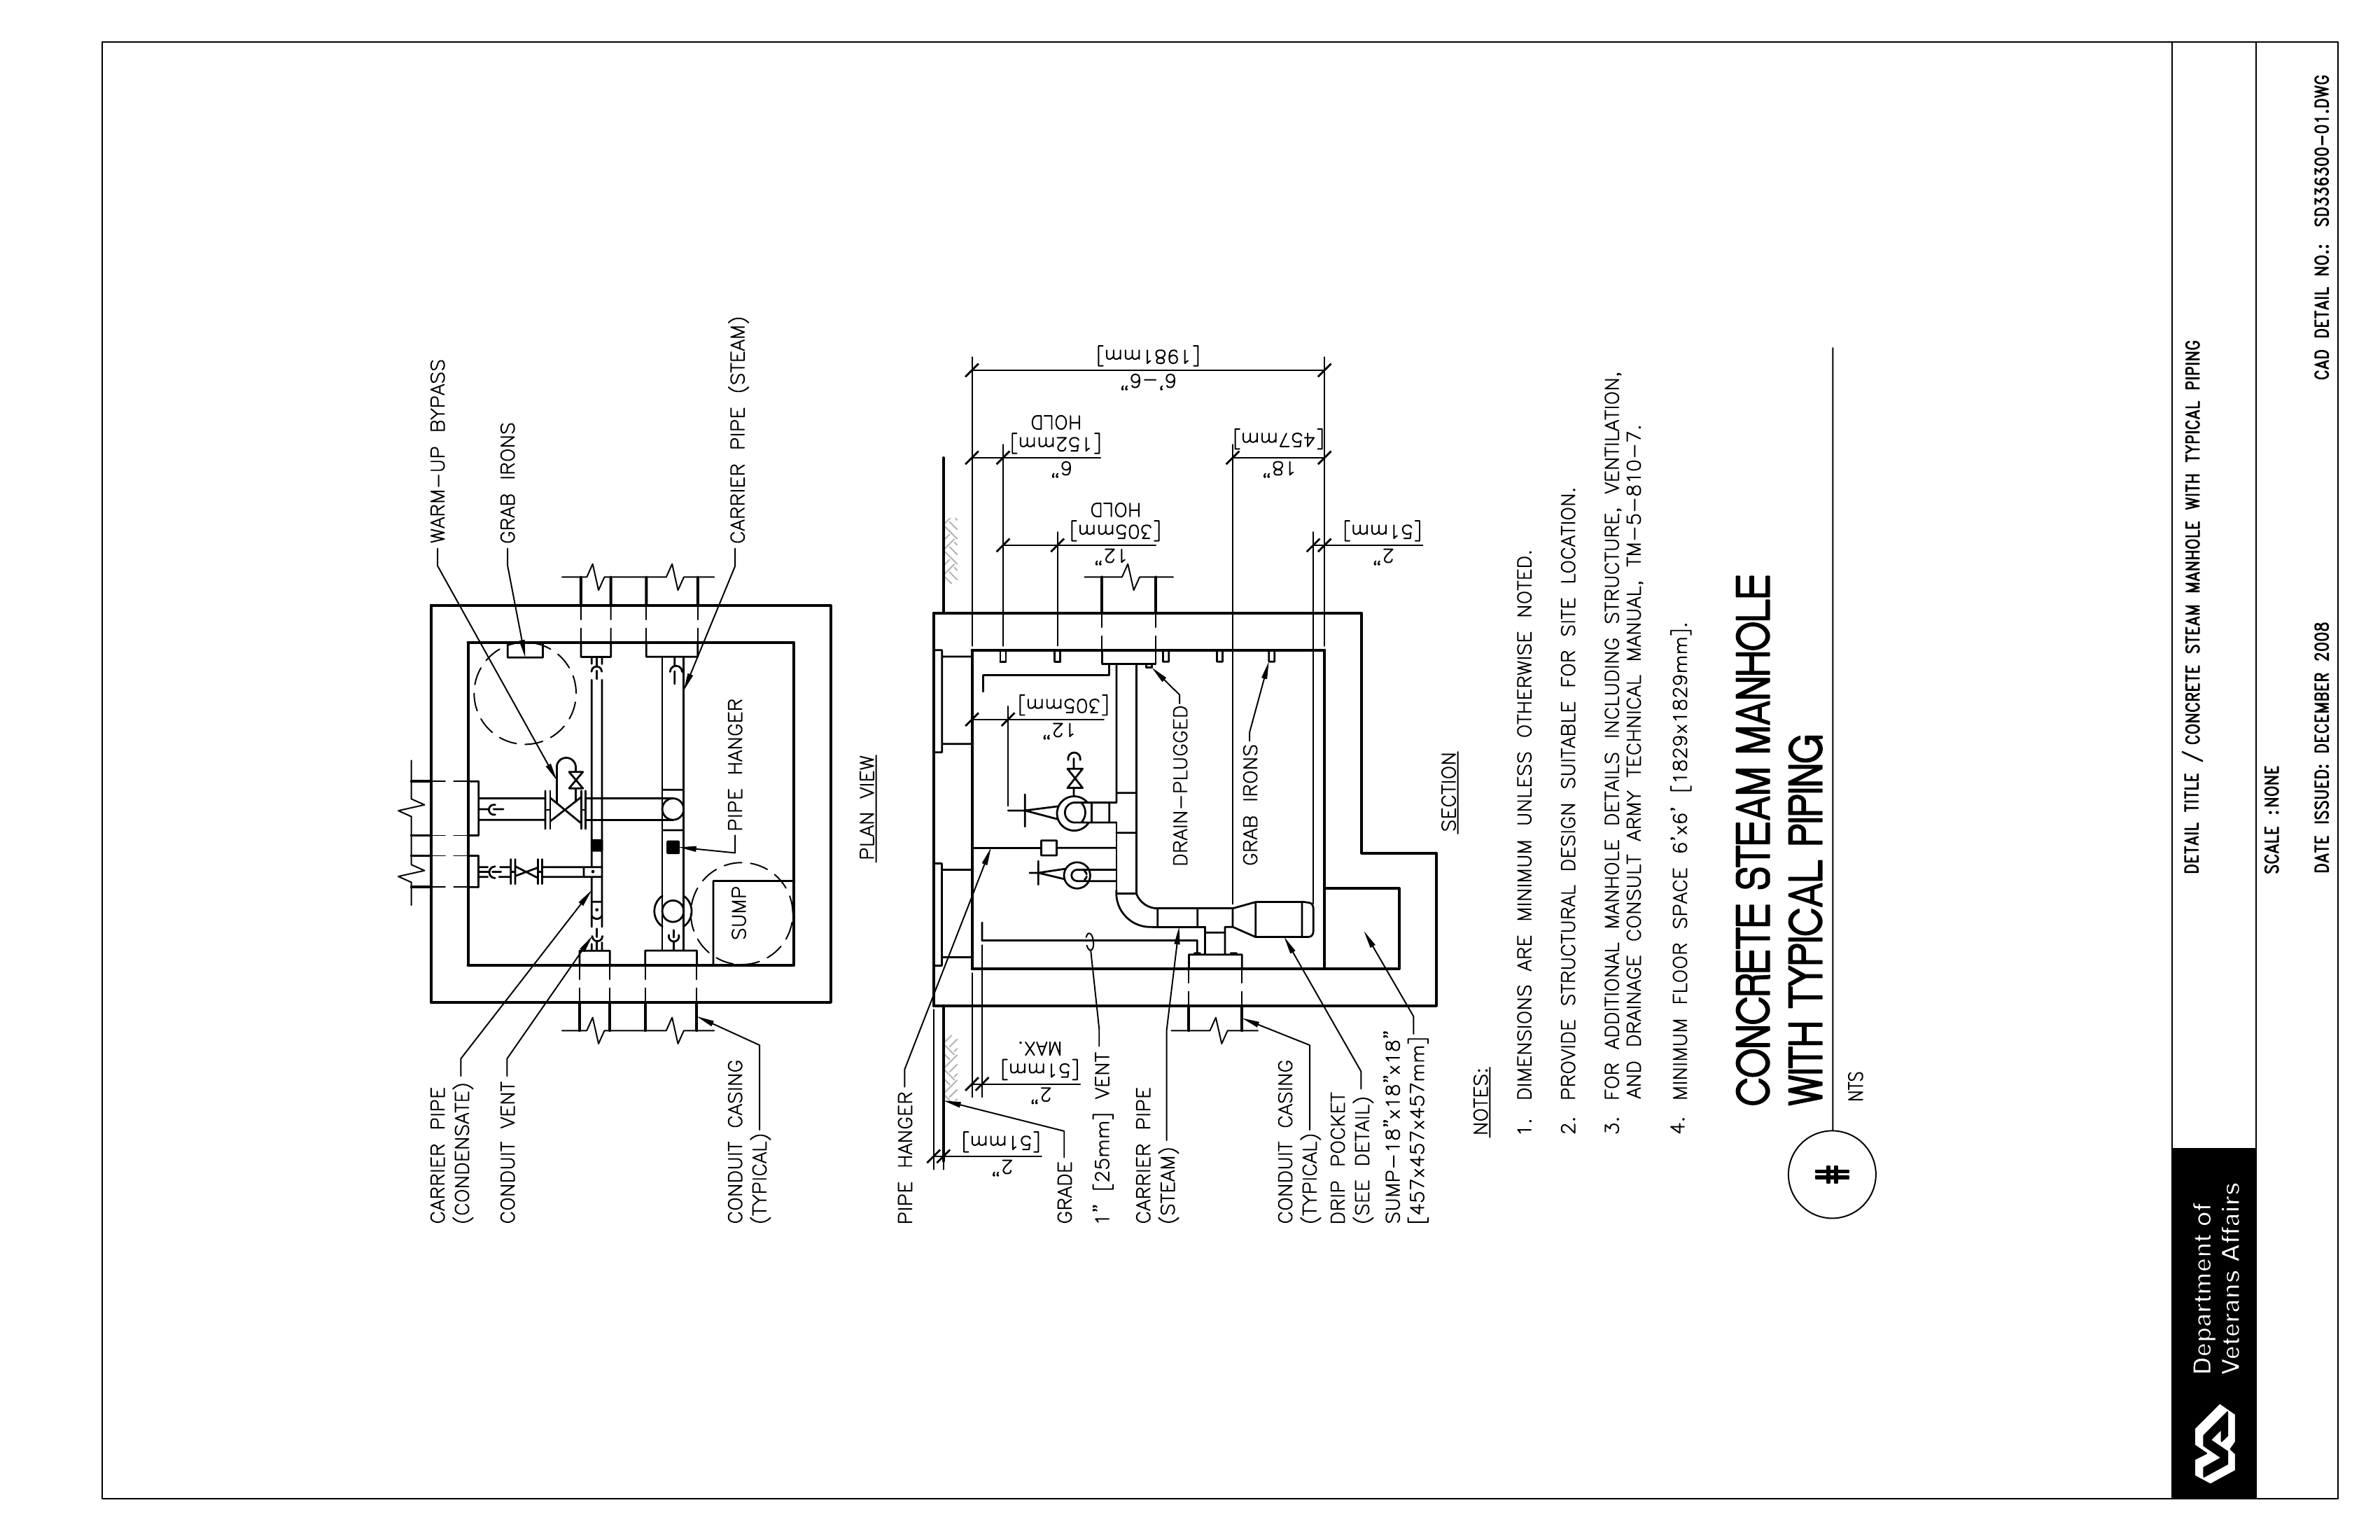 WARM-UP BYPASS
GRAB IRONS
CARRIER PIPE (STEAM)
PIPE HANGER
SUMP
CARRIER PIPE
(CONDENSATE)
CONDUIT VENT
CONDUIT CASING
(TYPICAL)
PLAN VIEW
PIPE HANGER
2"
[51mm]
2"
[51mm]
MAX.
GRADE
1" [25mm] VENT
CARRIER PIPE
(STEAM)
CONDUIT CASING
(TYPICAL)
DRIP POCKET
(SEE DETAIL)
SUMP-18"x18"x18"
[457x457x457mm]
12"
[305mm]
DRAIN-PLUGGED
GRAB IRONS
12"
[305mm]
HOLD
6"
[152mm]
HOLD
6'-6"
[1981mm]
18"
[457mm]
2"
[51mm]
SECTION
NOTES:
1. DIMENSIONS ARE MINIMUM UNLESS OTHERWISE NOTED.
2. PROVIDE STRUCTURAL DESIGN SUITABLE FOR SITE LOCATION.
3. FOR ADDITIONAL MANHOLE DETAILS INCLUDING STRUCTURE, VENTILATION,
AND DRAINAGE CONSULT ARMY TECHNICAL MANUAL, TM-5-810-7.
4. MINIMUM FLOOR SPACE 6'x6' [1829x1829mm].
CONCRETE STEAM MANHOLE
WITH TYPICAL PIPING
#
NTS
Department of
Veterans Affairs
DETAIL TITLE / CONCRETE STEAM MANHOLE WITH TYPICAL PIPING
SCALE :NONE
DATE ISSUED: DECEMBER 2008
CAD DETAIL NO.: SD336300-01.DWG